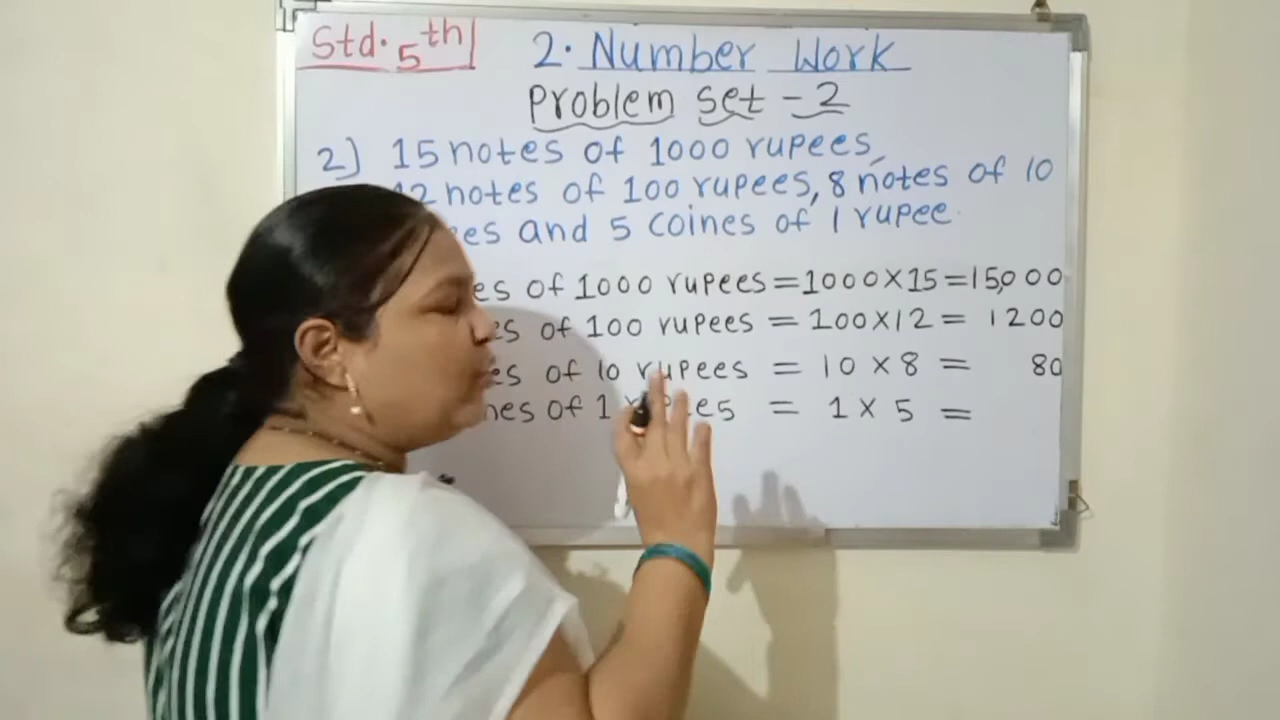 Std. 5th
2. Number Work
Problem set - 2
2) 15 notes of 1000 rupees,
12 notes of 100 rupees, 8 notes of 10
and 5 coines of 1 rupee.
of 1000 rupees = 1000 × 15 = 15,000
of 100 rupees = 100 × 12 = 1200
of 10 rupees = 10 × 8 = 80
of 1 = 1 × 5 =